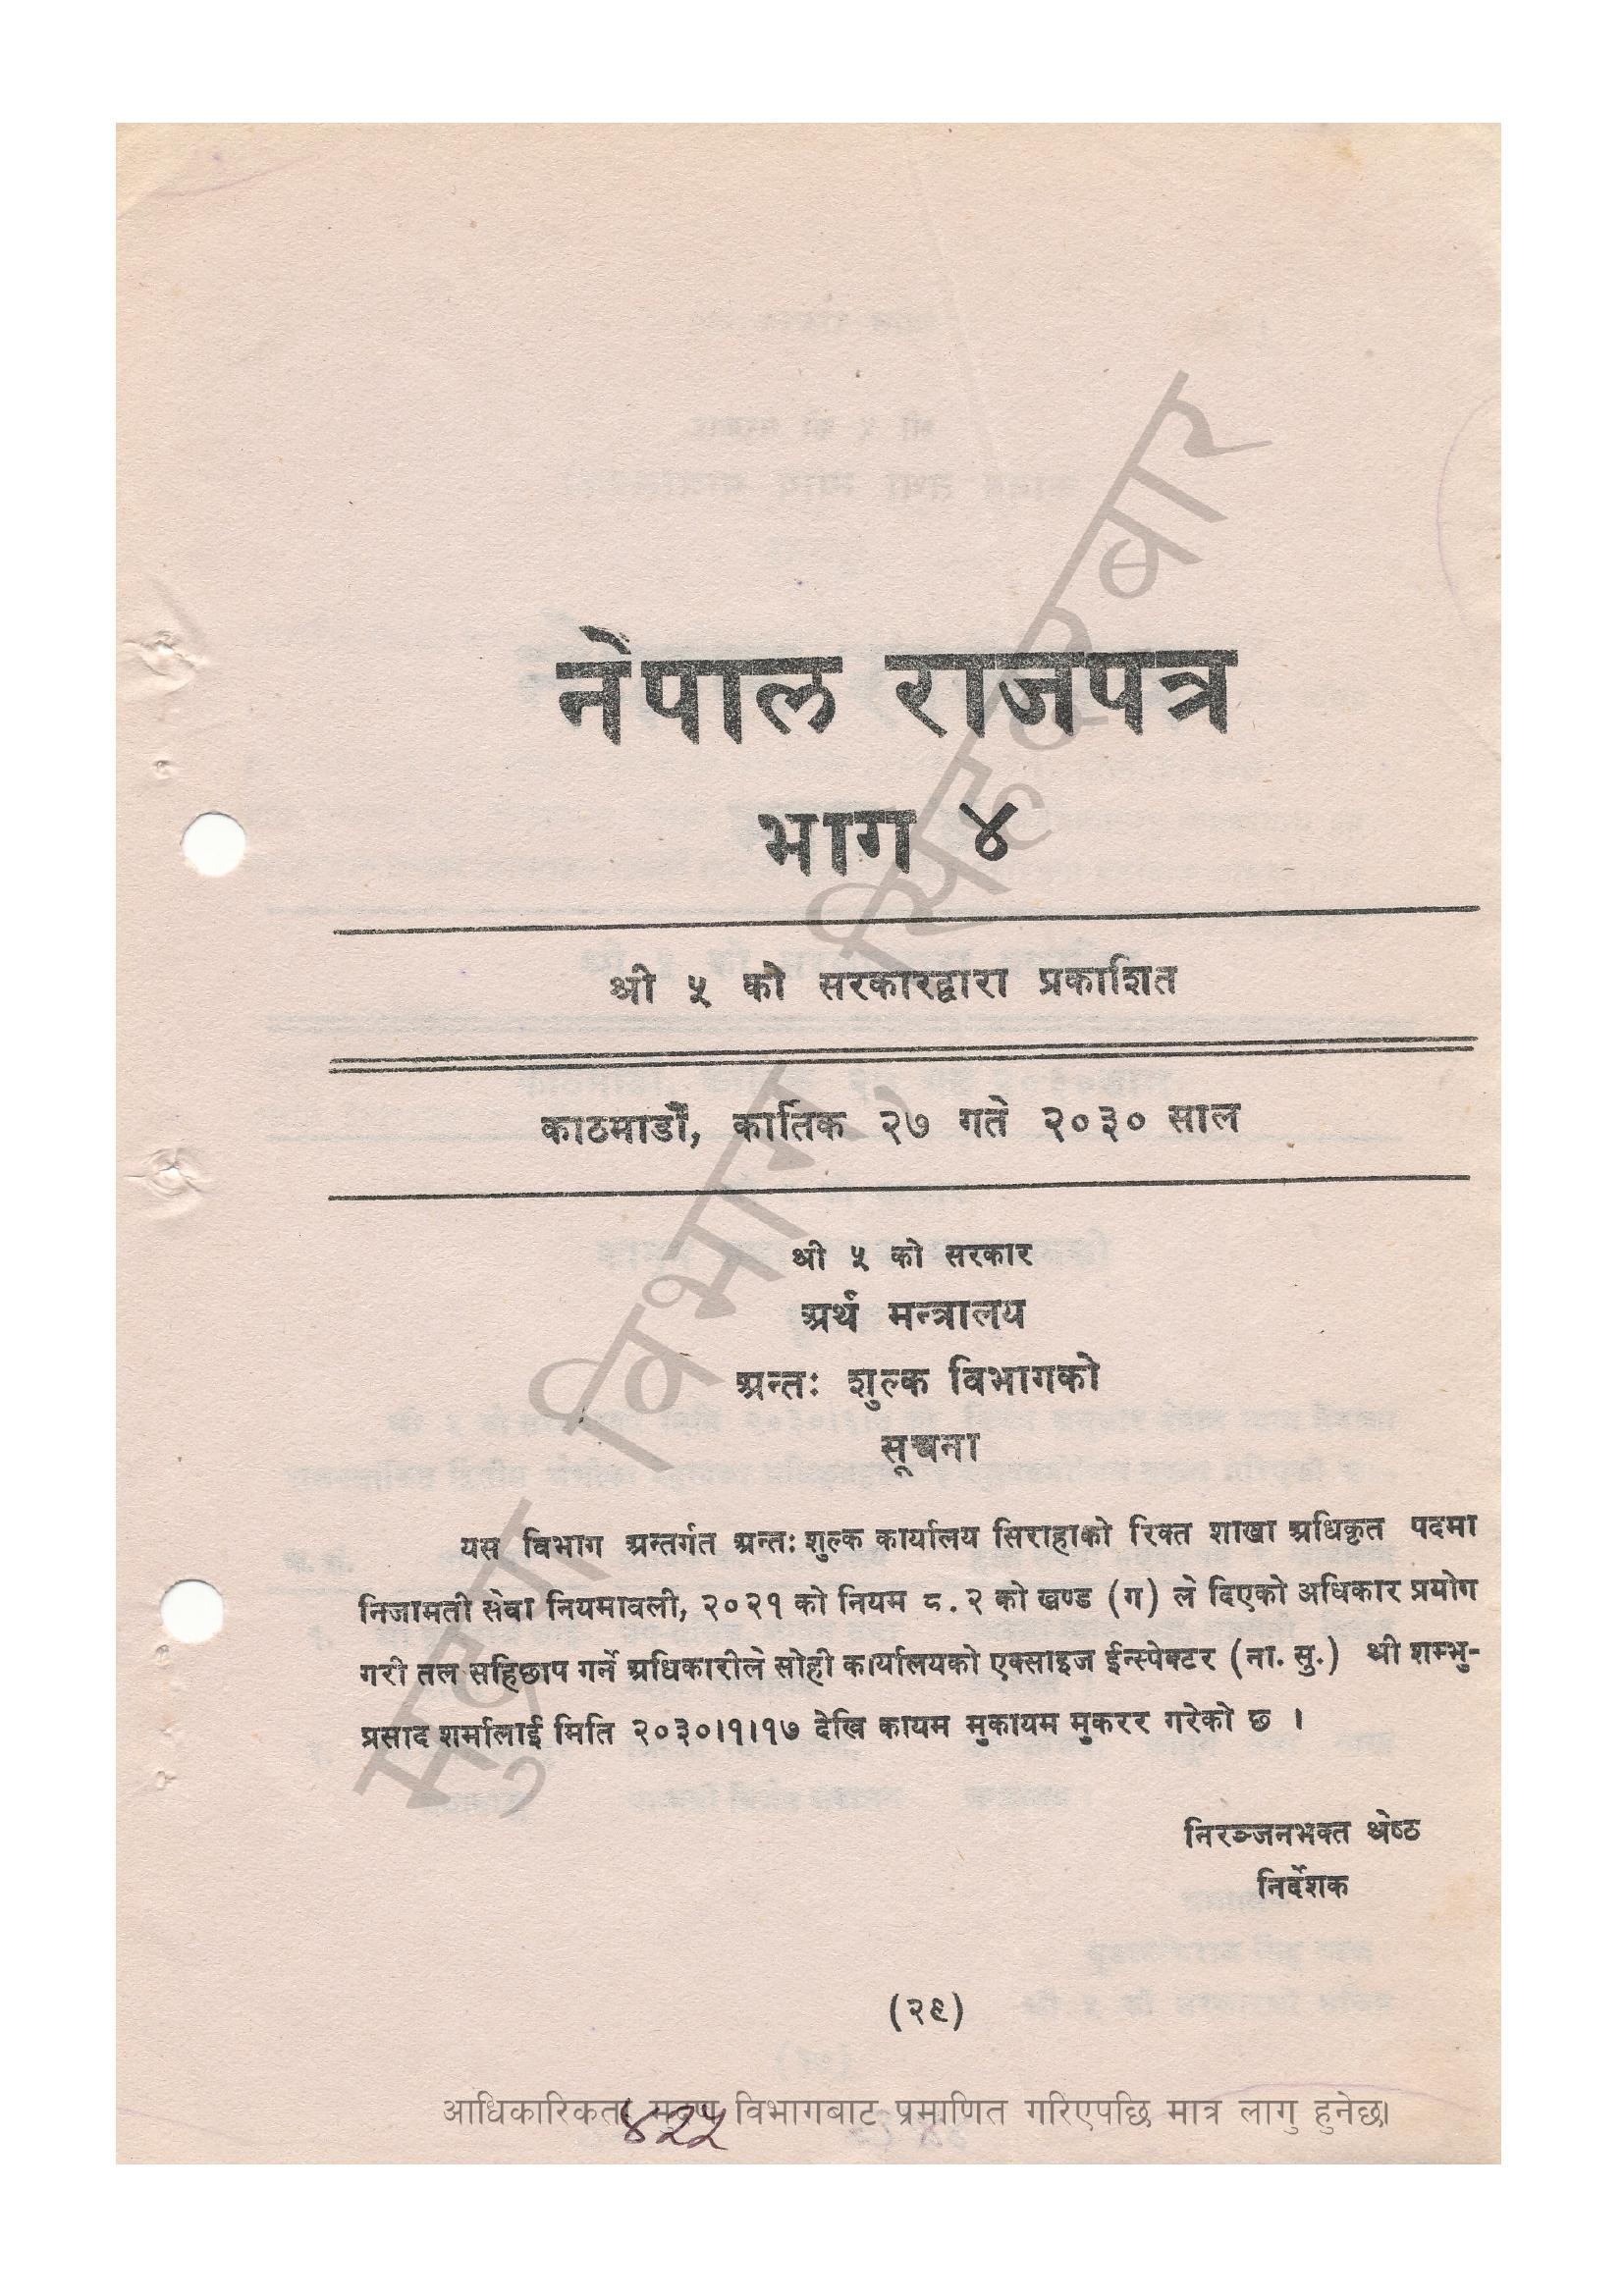 नेपाल राजपत्र
भाग ४
श्री ५ को सरकारद्वारा प्रकाशित
काठमाडौँ, कार्तिक २७ गते २०३० साल
श्री ५ को सरकार
अर्थ मन्त्रालय
अन्तः शुल्क विभागको
सूचना
यस विभाग अन्तर्गत अन्तः शुल्क कार्यालय सिराहाको रिक्त शाखा अधिकृत पदमा
निजामती सेवा नियमावली, २०२१ को नियम ८.२ को खण्ड (ग) ले दिएको अधिकार प्रयोग
गरी तल सहिछाप गर्ने अधिकारीले सोही कार्यालयको एक्साइज ईन्स्पेक्टर (ना. सु.) श्री शम्भु-
प्रसाद शर्मालाई मिति २०३०।१।१७ देखि कायम मुकायम मुकरर गरेको छ ।
निरञ्जनभक्त श्रेष्ठ
निर्देशक
(२९)
आधिकारिकता मुद्रण विभागबाट प्रमाणित गरिएपछि मात्र लागु हुनेछ।
४२५
मुद्रण विभाग, सिंहदरबार